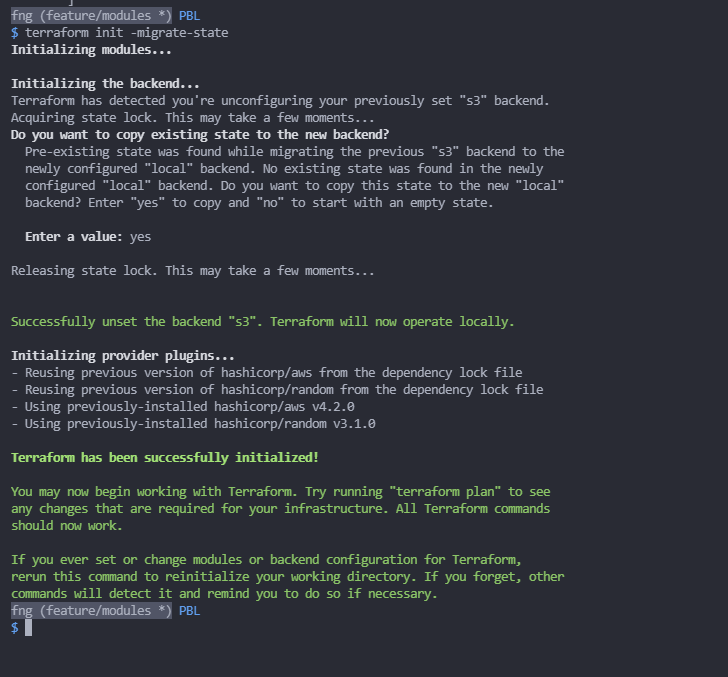 ]
fng (feature/modules *) PBL
$ terraform init -migrate-state
Initializing modules...
Initializing the backend...
Terraform has detected you're unconfiguring your previously set "s3" backend.
Acquiring state lock. This may take a few moments...
Do you want to copy existing state to the new backend?
Pre-existing state was found while migrating the previous "s3" backend to the
newly configured "local" backend. No existing state was found in the newly
configured "local" backend. Do you want to copy this state to the new "local"
backend? Enter "yes" to copy and "no" to start with an empty state.
Enter a value: yes
Releasing state lock. This may take a few moments...
Successfully unset the backend "s3". Terraform will now operate locally.
Initializing provider plugins...
- Reusing previous version of hashicorp/aws from the dependency lock file
- Reusing previous version of hashicorp/random from the dependency lock file
- Using previously-installed hashicorp/aws v4.2.0
- Using previously-installed hashicorp/random v3.1.0
Terraform has been successfully initialized!
You may now begin working with Terraform. Try running "terraform plan" to see
any changes that are required for your infrastructure. All Terraform commands
should now work.
If you ever set or change modules or backend configuration for Terraform,
rerun this command to reinitialize your working directory. If you forget, other
commands will detect it and remind you to do so if necessary.
fng (feature/modules *) PBL
$